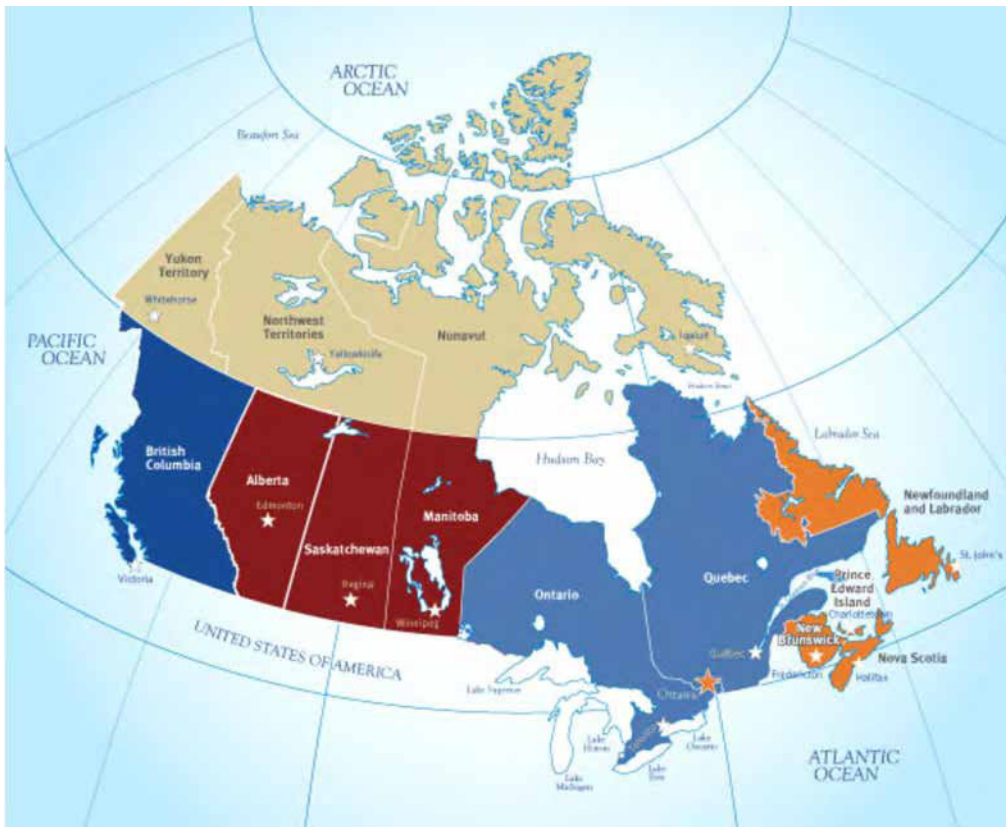 ARCTIC
OCEAN
Beaufort Sea
Yukon
Territory
Whitehorse
PACIFIC
OCEAN
Northwest
Territories
Yellowknife
Nunavut
Iqaluit
Labrador Sea
British
Columbia
Alberta
Edmonton
Hudson Bay
Manitoba
Newfoundland
and Labrador
Saskatchewan
St. John's
Victoria
Regina
Winnipeg
Ontario
Quebec
Prince
Edward
Island
Charlottetown
UNITED STATES OF AMERICA
New
Brunswick
Nova Scotia
Québec
Fredericton
Halifax
Ottawa
Lake Superior
Toronto
Lake
Huron
Lake
Ontario
Lake
Erie
Lake
Michigan
ATLANTIC
OCEAN